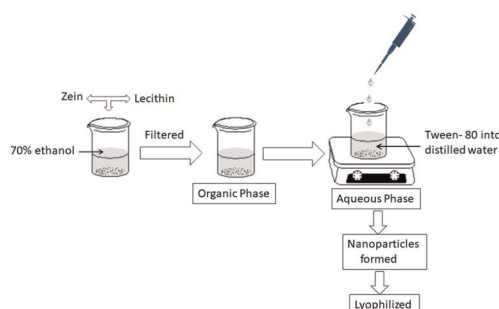 Zein
Lecithin
70% ethanol
Filtered
Organic Phase
Tween- 80 into
distilled water
Aqueous Phase
Nanoparticles
formed
Lyophilized